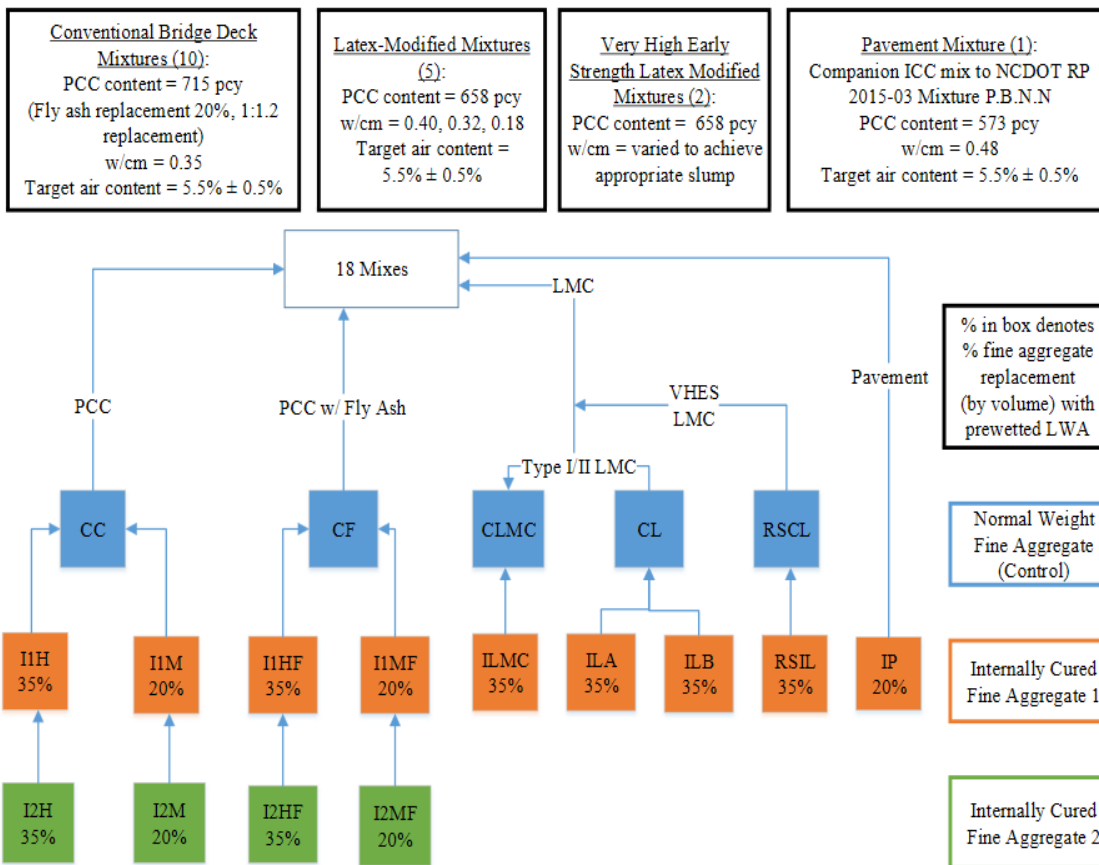 Conventional Bridge Deck
Mixtures (10):
PCC content = 715 pcy
(Fly ash replacement 20%, 1:1.2
replacement)
w/cm = 0.35
Target air content = 5.5% ± 0.5%
Latex-Modified Mixtures
(5):
PCC content = 658 pcy
w/cm = 0.40, 0.32, 0.18
Target air content =
5.5% ± 0.5%
Very High Early
Strength Latex Modified
Mixtures (2):
PCC content = 658 pcy
w/cm = varied to achieve
appropriate slump
Pavement Mixture (1):
Companion ICC mix to NCDOT RP
2015-03 Mixture P.B.N.N
PCC content = 573 pcy
w/cm = 0.48
Target air content = 5.5% ± 0.5%
18 Mixes
LMC
% in box denotes
% fine aggregate
replacement
(by volume) with
prewetted LWA
PCC
PCC w/ Fly Ash
VHES
LMC
Pavement
Type I/II LMC
CC
CF
CLMC
CL
RSCL
Normal Weight
Fine Aggregate
(Control)
I1H
35%
I1M
20%
I1HF
35%
I1MF
20%
ILMC
35%
ILA
35%
ILB
35%
RSIL
35%
IP
20%
Internally Cured
Fine Aggregate 1
I2H
35%
I2M
20%
I2HF
35%
I2MF
20%
Internally Cured
Fine Aggregate 2